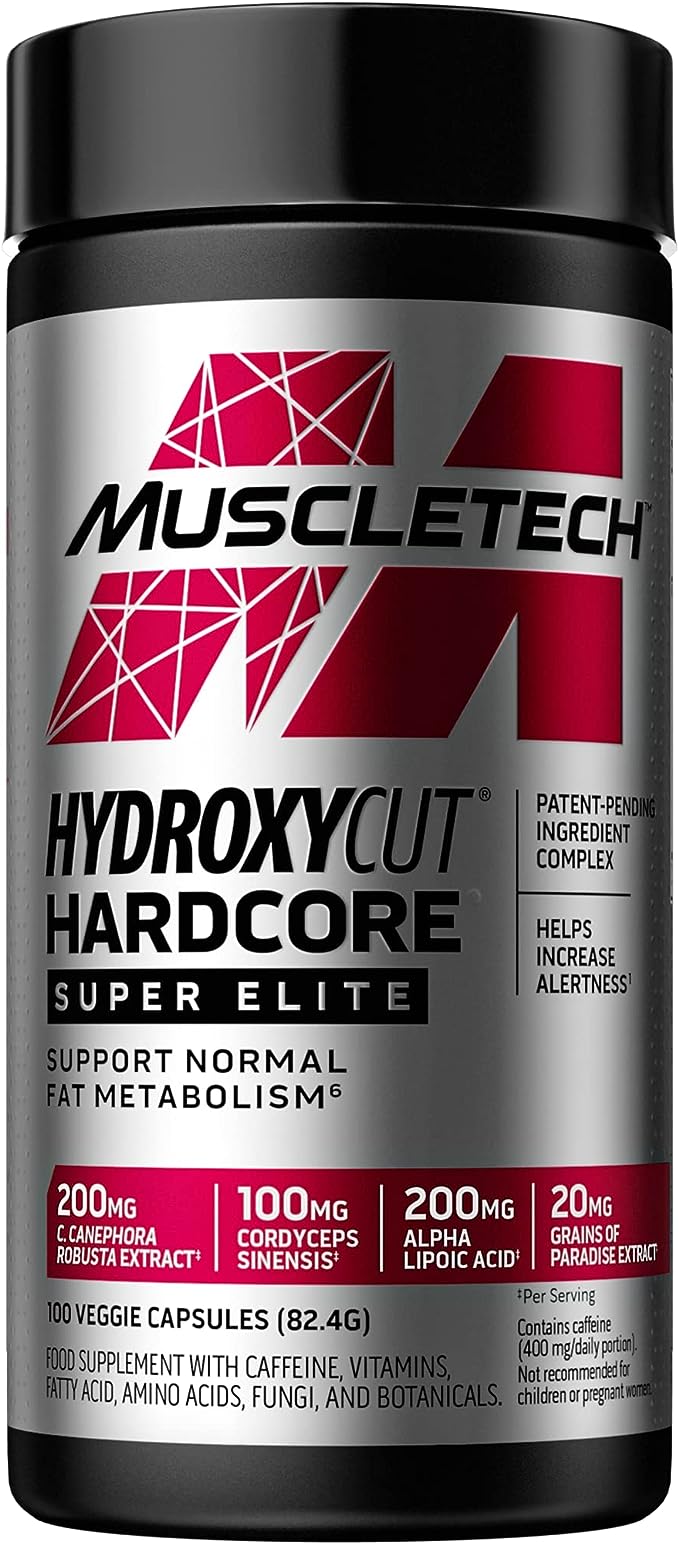 MUSCLETECH™
HYDROXYCUT®
HARDCORE
SUPER ELITE
SUPPORT NORMAL
FAT METABOLISM⁶
PATENT-PENDING
INGREDIENT
COMPLEX
HELPS
INCREASE
ALERTNESS¹
200MG
C. CANEPHORA
ROBUSTA EXTRACT‡
100MG
CORDYCEPS
SINENSIS‡
200MG
ALPHA
LIPOIC ACID‡
20MG
GRAINS OF
PARADISE EXTRACT‡
100 VEGGIE CAPSULES (82.4G)
FOOD SUPPLEMENT WITH CAFFEINE, VITAMINS,
FATTY ACID, AMINO ACIDS, FUNGI, AND BOTANICALS.
‡Per Serving
Contains caffeine
(400 mg/daily portion).
Not recommended for
children or pregnant women.